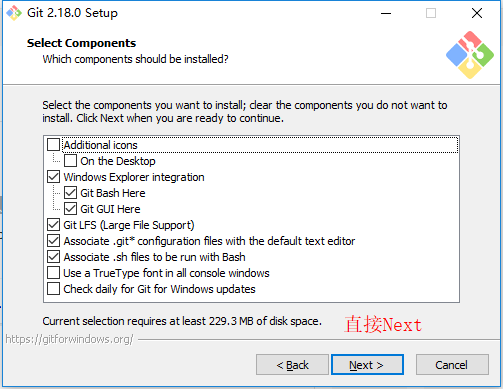 Git 2.18.0 Setup
Select Components
Which components should be installed?
Select the components you want to install; clear the components you do not want to
install. Click Next when you are ready to continue.
Additional icons
On the Desktop
Windows Explorer integration
Git Bash Here
Git GUI Here
Git LFS (Large File Support)
Associate .git* configuration files with the default text editor
Associate .sh files to be run with Bash
Use a TrueType font in all console windows
Check daily for Git for Windows updates
Current selection requires at least 229.3 MB of disk space.
直接Next
https://gitforwindows.org/
< Back
Next >
Cancel